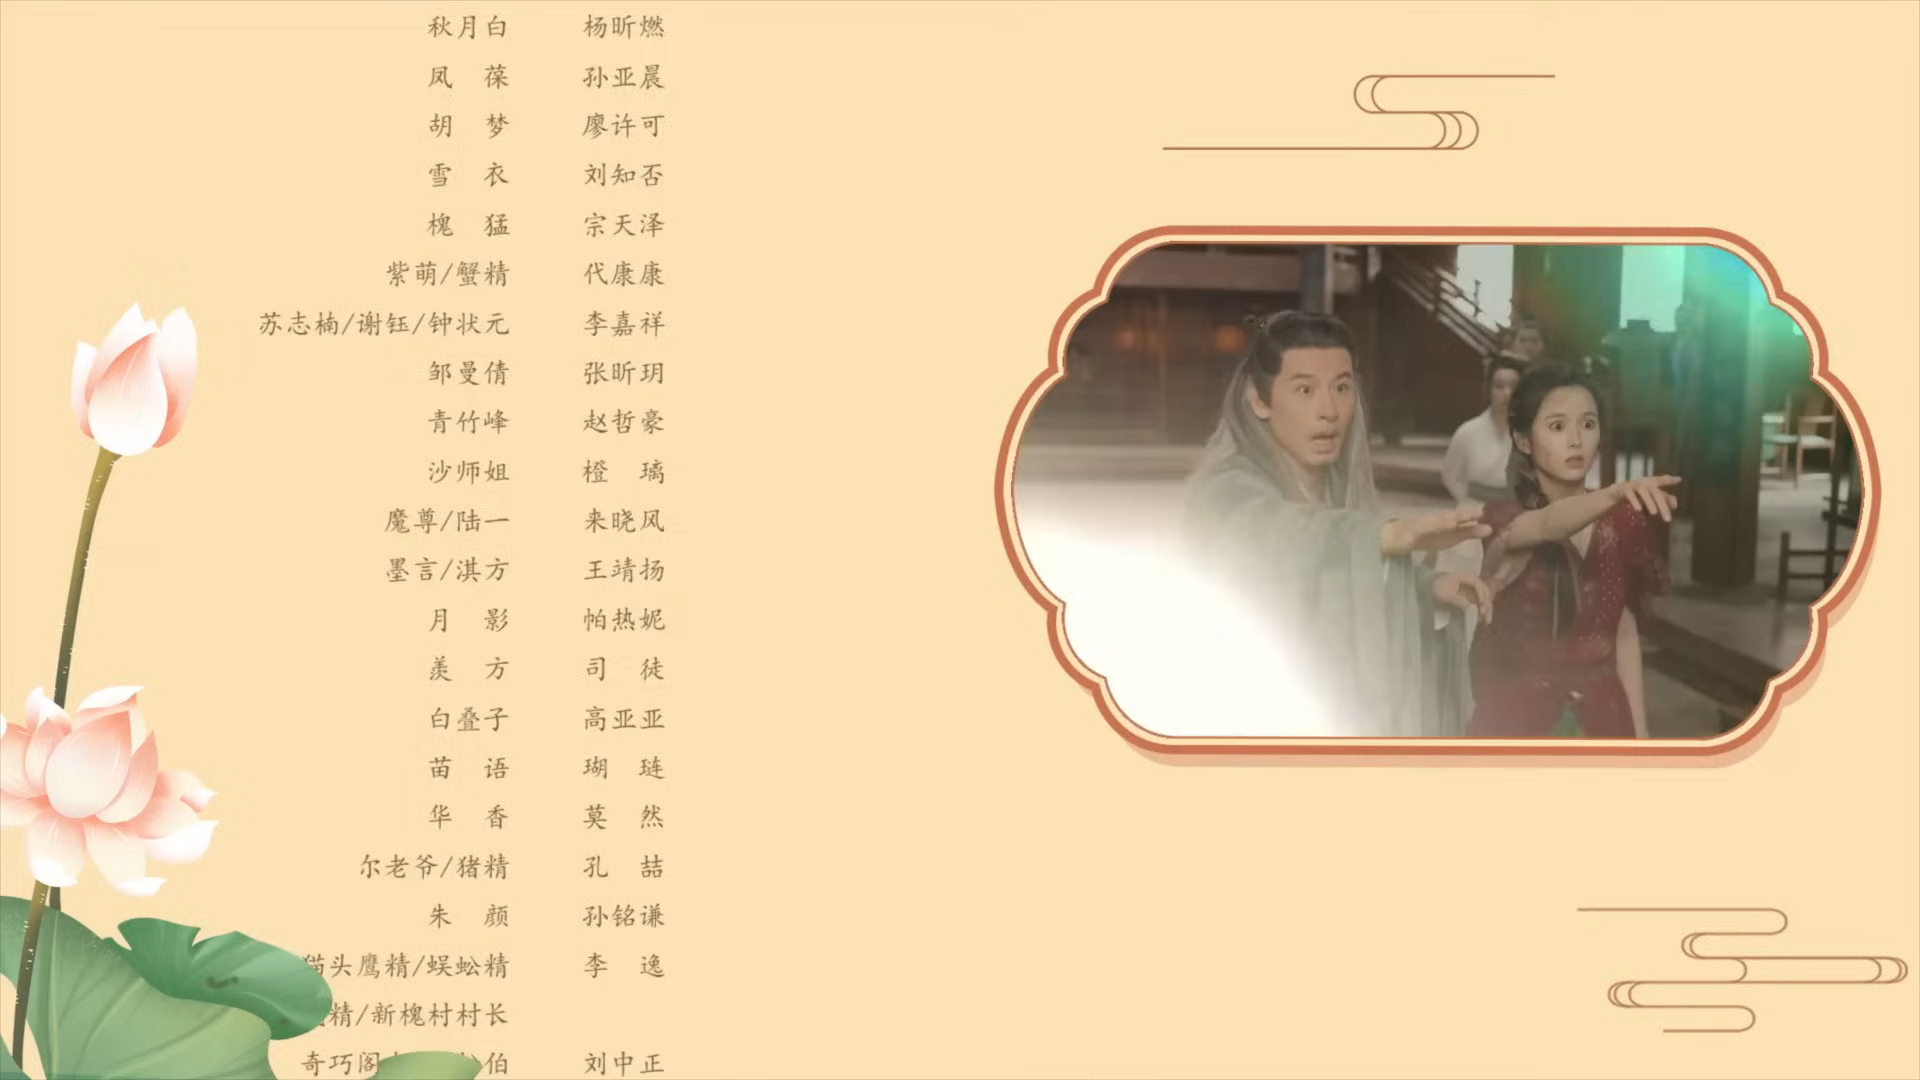 秋月白 杨昕燃
凤 葆 孙亚晨
胡 梦 廖许可
雪 衣 刘知否
槐 猛 宗天泽
紫萌/蟹精 代康康
苏志楠/谢钰/钟状元 李嘉祥
邹曼倩 张昕玥
青竹峰 赵哲豪
沙师姐 橙 璃
魔尊/陆一 来晓风
墨言/淇方 王靖扬
月 影 帕热妮
羡 方 司 徒
白叠子 高亚亚
苗 语 瑚 琏
华 香 莫 然
尔老爷/猪精 孔 喆
朱 颜 孙铭谦
猫头鹰精/蜈蚣精 李 逸
精/新槐村村长
奇巧阁 伯 刘中正